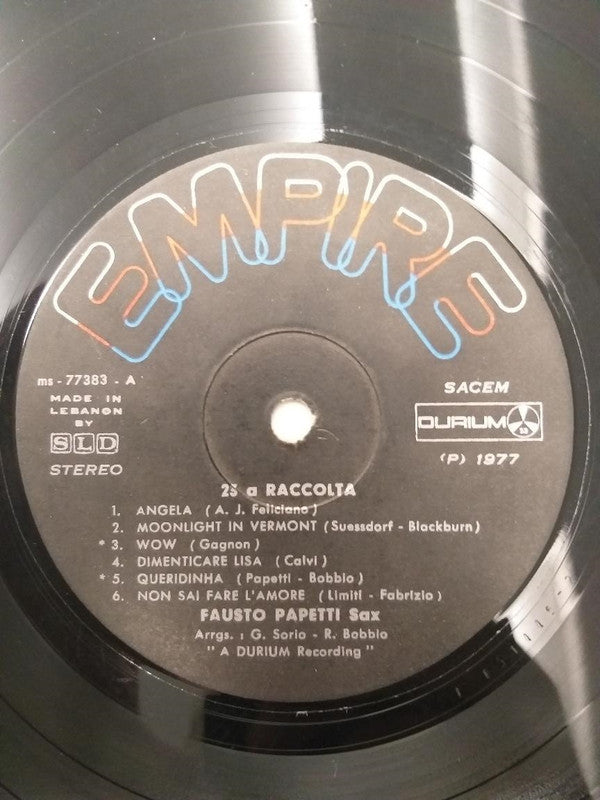 EMPIRE
ms - 77383 - A
MADE IN
LEBANON
BY
SLD
STEREO
SACEM
DURIUM
(P) 1977
25 a RACCOLTA
1. ANGELA ( A. J. Feliciano )
2. MOONLIGHT IN VERMONT (Suessdorf - Blackburn)
* 3. WOW ( Gagnon )
4. DIMENTICARE LISA ( Calvi )
* 5. QUERIDINHA ( Papetti - Bobbio )
6. NON SAI FARE L'AMORE ( Limiti - Fabrizio )
FAUSTO PAPETTI Sax
Arrgs. : G. Sorio - R. Bobbio
" A DURIUM Recording "